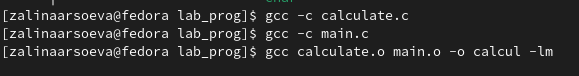 [zalinaarsoeva@fedora lab_prog]$ gcc -c calculate.c
[zalinaarsoeva@fedora lab_prog]$ gcc -c main.c
[zalinaarsoeva@fedora lab_prog]$ gcc calculate.o main.o -o calcul -lm